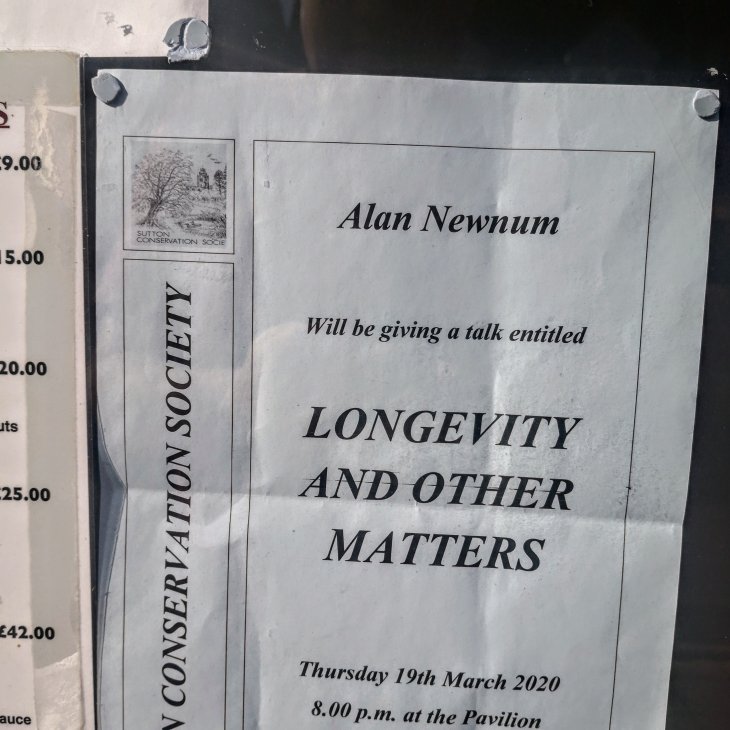 S
£9.00
15.00
20.00
uts
£25.00
£42.00
auce
SUTTON
CONSERVATION SOCIE
N CONSERVATION SOCIETY
Alan Newnum
Will be giving a talk entitled
LONGEVITY
AND OTHER
MATTERS
Thursday 19th March 2020
8.00 p.m. at the Pavilion